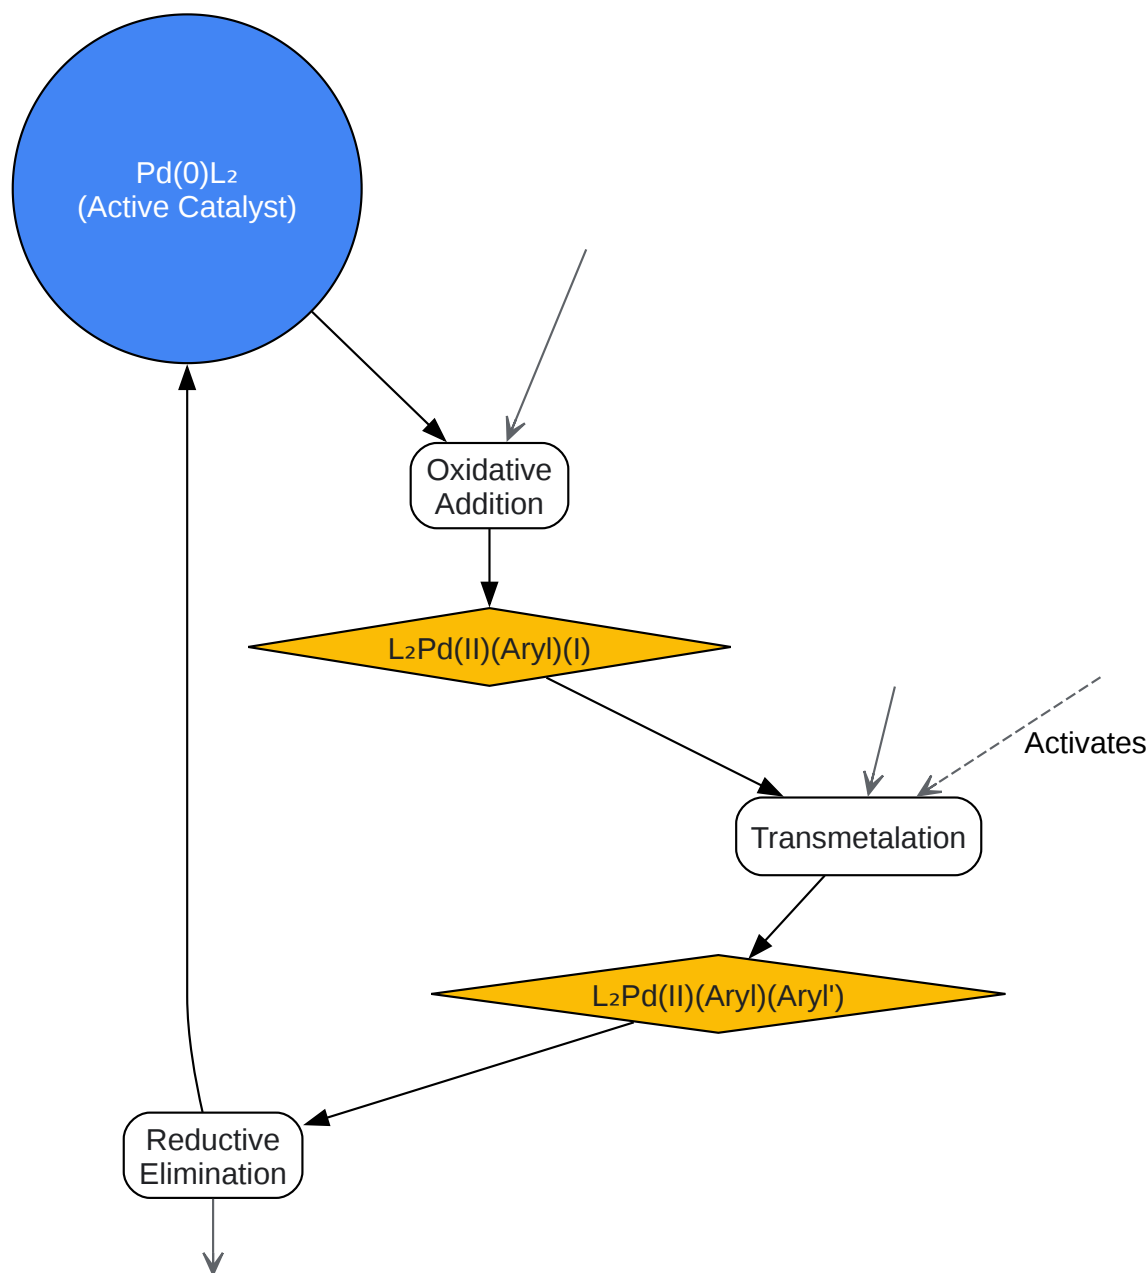 Pd(0)L₂
(Active Catalyst)
Oxidative
Addition
L₂Pd(II)(Aryl)(I)
Activates
Transmetalation
L₂Pd(II)(Aryl)(Aryl')
Reductive
Elimination